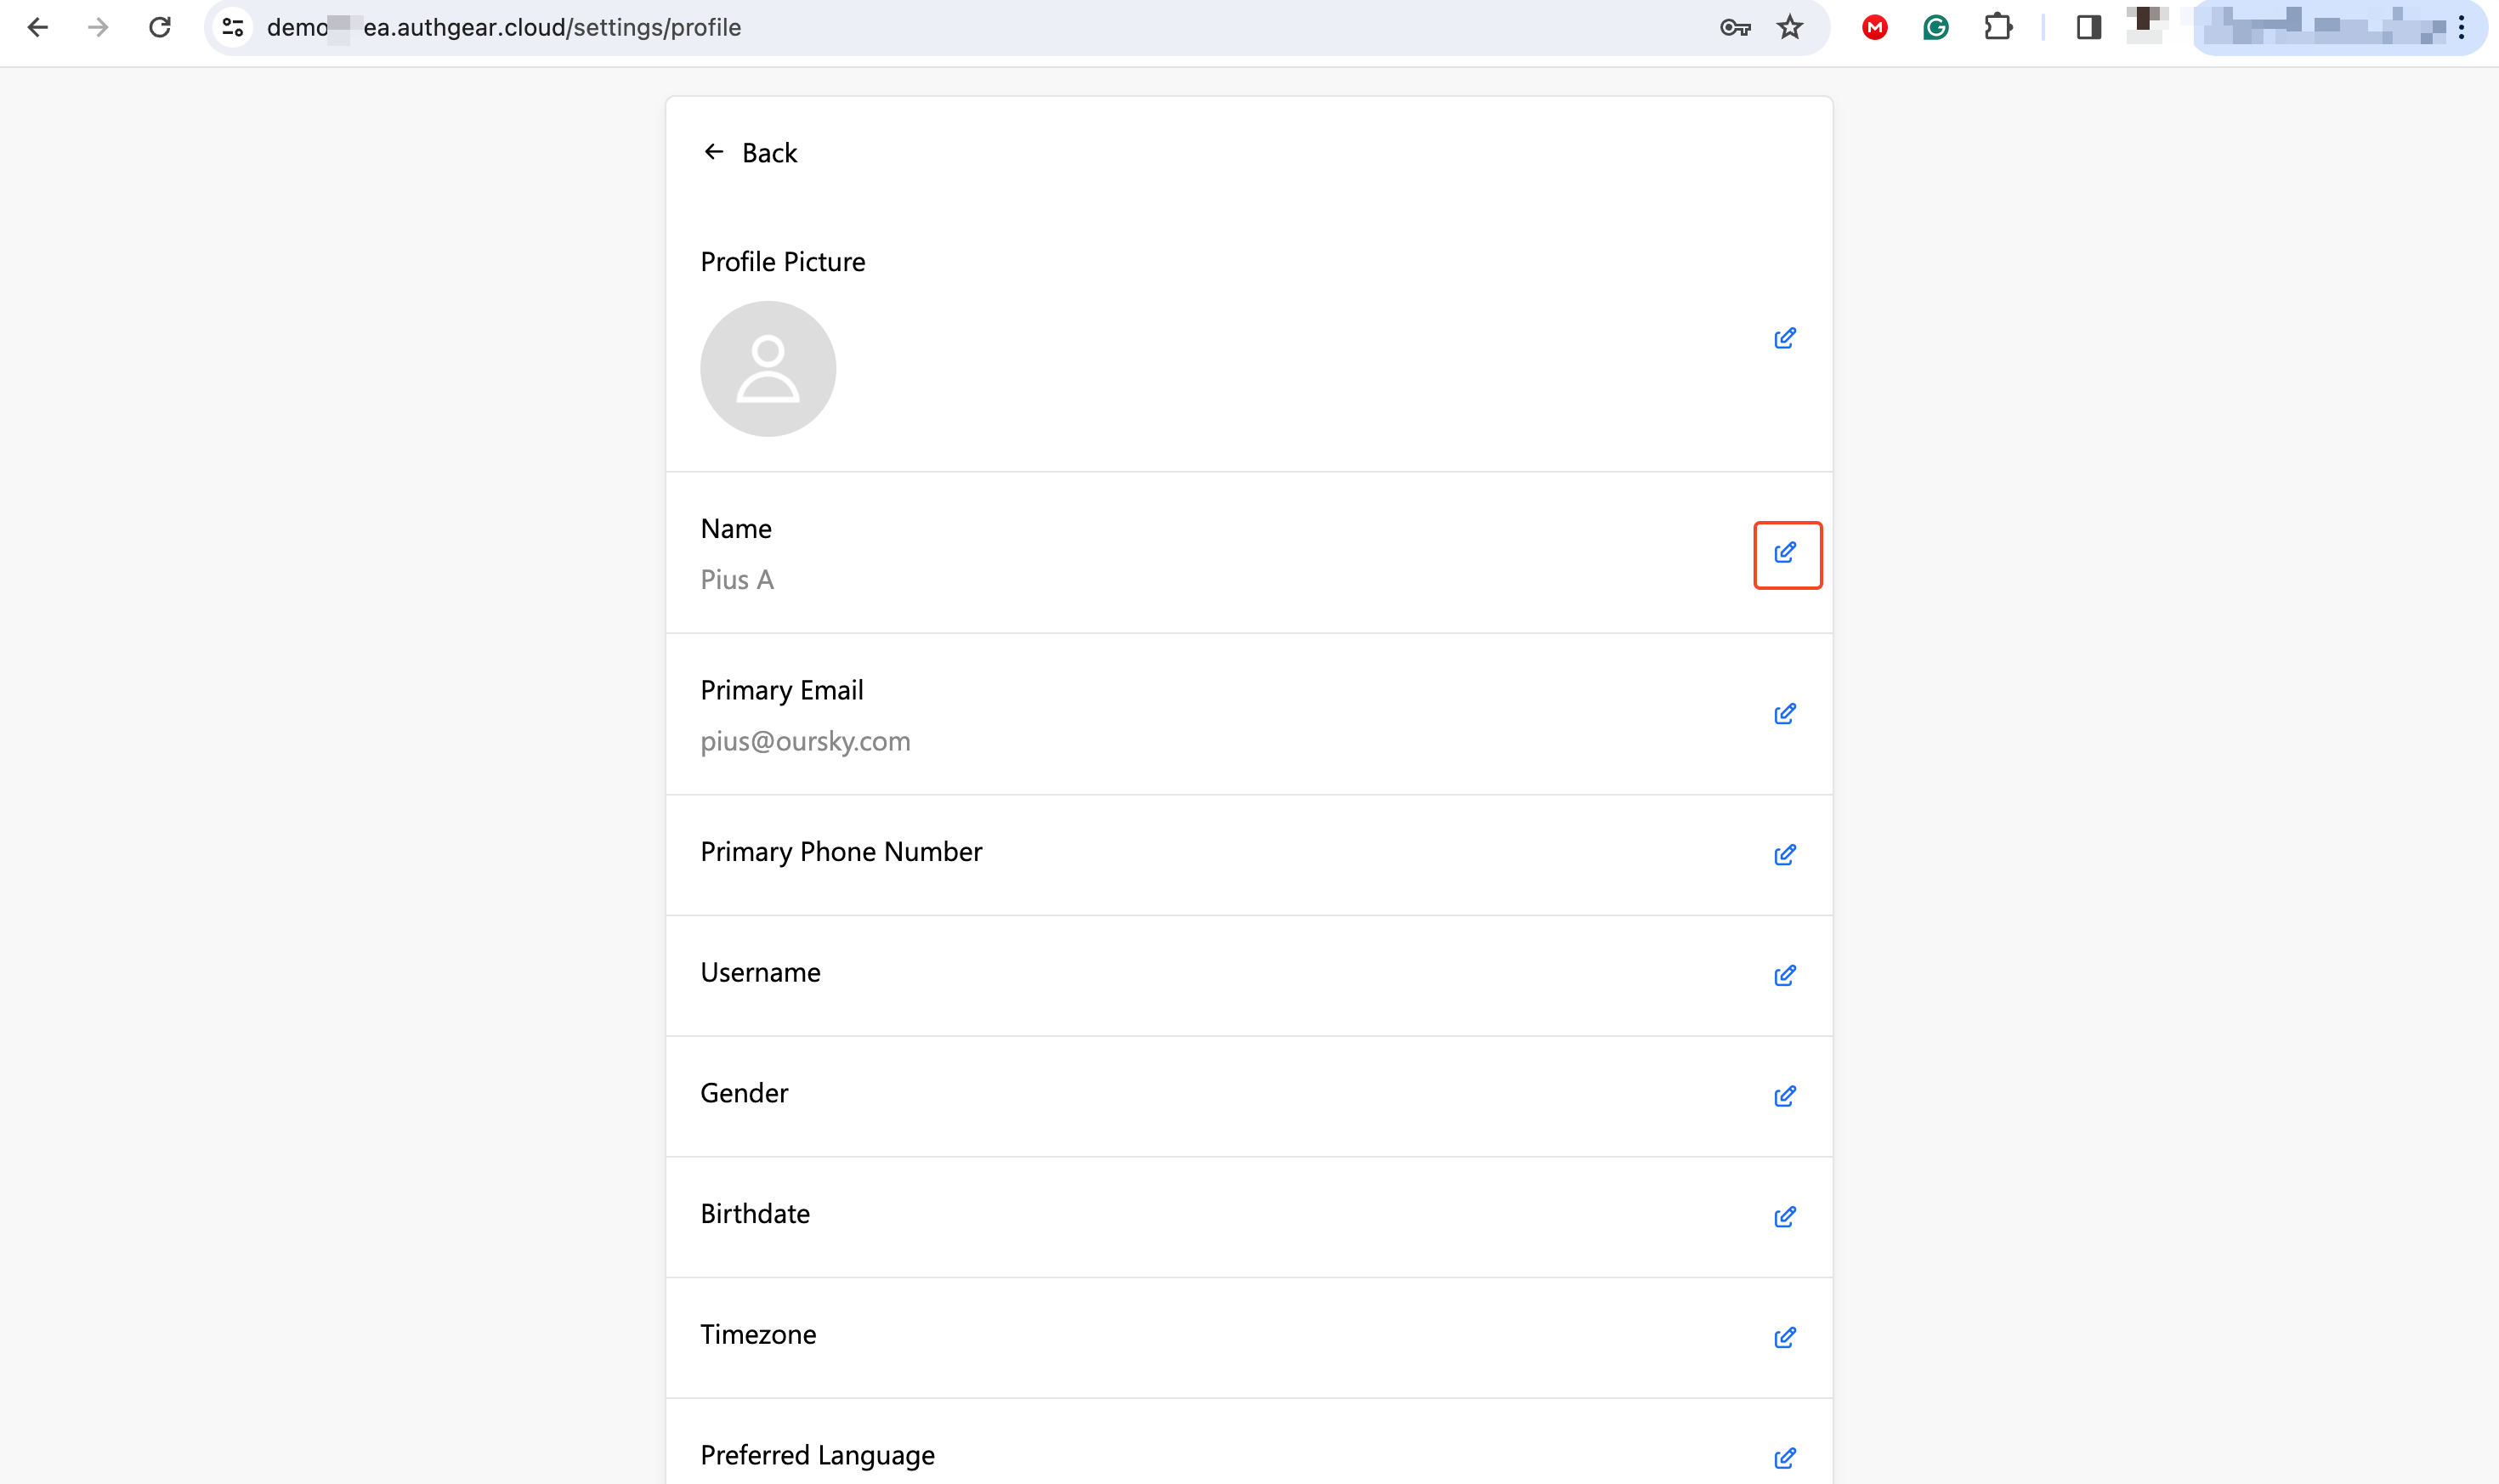 demo ea.authgear.cloud/settings/profile
Back
Profile Picture
Name
Pius A
Primary Email
pius@oursky.com
Primary Phone Number
Username
Gender
Birthdate
Timezone
Preferred Language